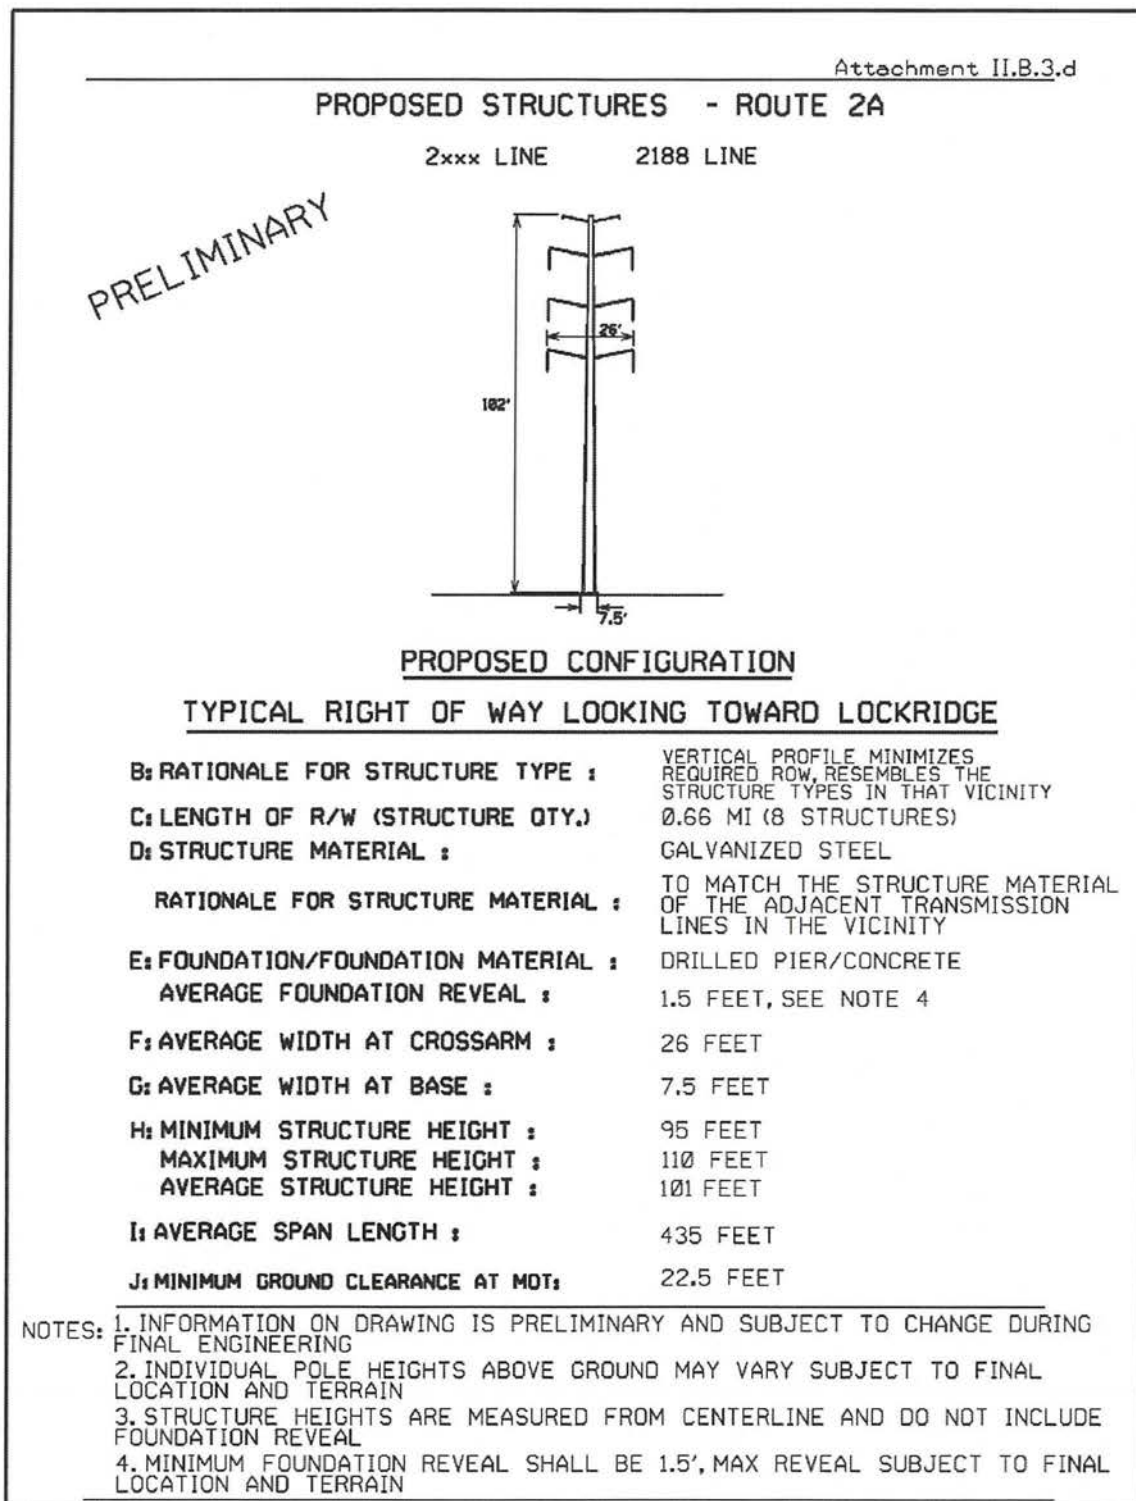 Attachment II.B.3.d
PROPOSED STRUCTURES - ROUTE 2A
2xxx LINE 2188 LINE
PRELIMINARY
26'
102'
7.5'
PROPOSED CONFIGURATION
TYPICAL RIGHT OF WAY LOOKING TOWARD LOCKRIDGE
B: RATIONALE FOR STRUCTURE TYPE : VERTICAL PROFILE MINIMIZES
REQUIRED ROW, RESEMBLES THE
STRUCTURE TYPES IN THAT VICINITY
C: LENGTH OF R/W (STRUCTURE QTY.) 0.66 MI (8 STRUCTURES)
D: STRUCTURE MATERIAL : GALVANIZED STEEL
RATIONALE FOR STRUCTURE MATERIAL : TO MATCH THE STRUCTURE MATERIAL
OF THE ADJACENT TRANSMISSION
LINES IN THE VICINITY
E: FOUNDATION/FOUNDATION MATERIAL : DRILLED PIER/CONCRETE
AVERAGE FOUNDATION REVEAL : 1.5 FEET, SEE NOTE 4
F: AVERAGE WIDTH AT CROSSARM : 26 FEET
G: AVERAGE WIDTH AT BASE : 7.5 FEET
H: MINIMUM STRUCTURE HEIGHT : 95 FEET
MAXIMUM STRUCTURE HEIGHT : 110 FEET
AVERAGE STRUCTURE HEIGHT : 101 FEET
I: AVERAGE SPAN LENGTH : 435 FEET
J: MINIMUM GROUND CLEARANCE AT MOT: 22.5 FEET
NOTES: 1. INFORMATION ON DRAWING IS PRELIMINARY AND SUBJECT TO CHANGE DURING
FINAL ENGINEERING
2. INDIVIDUAL POLE HEIGHTS ABOVE GROUND MAY VARY SUBJECT TO FINAL
LOCATION AND TERRAIN
3. STRUCTURE HEIGHTS ARE MEASURED FROM CENTERLINE AND DO NOT INCLUDE
FOUNDATION REVEAL
4. MINIMUM FOUNDATION REVEAL SHALL BE 1.5', MAX REVEAL SUBJECT TO FINAL
LOCATION AND TERRAIN